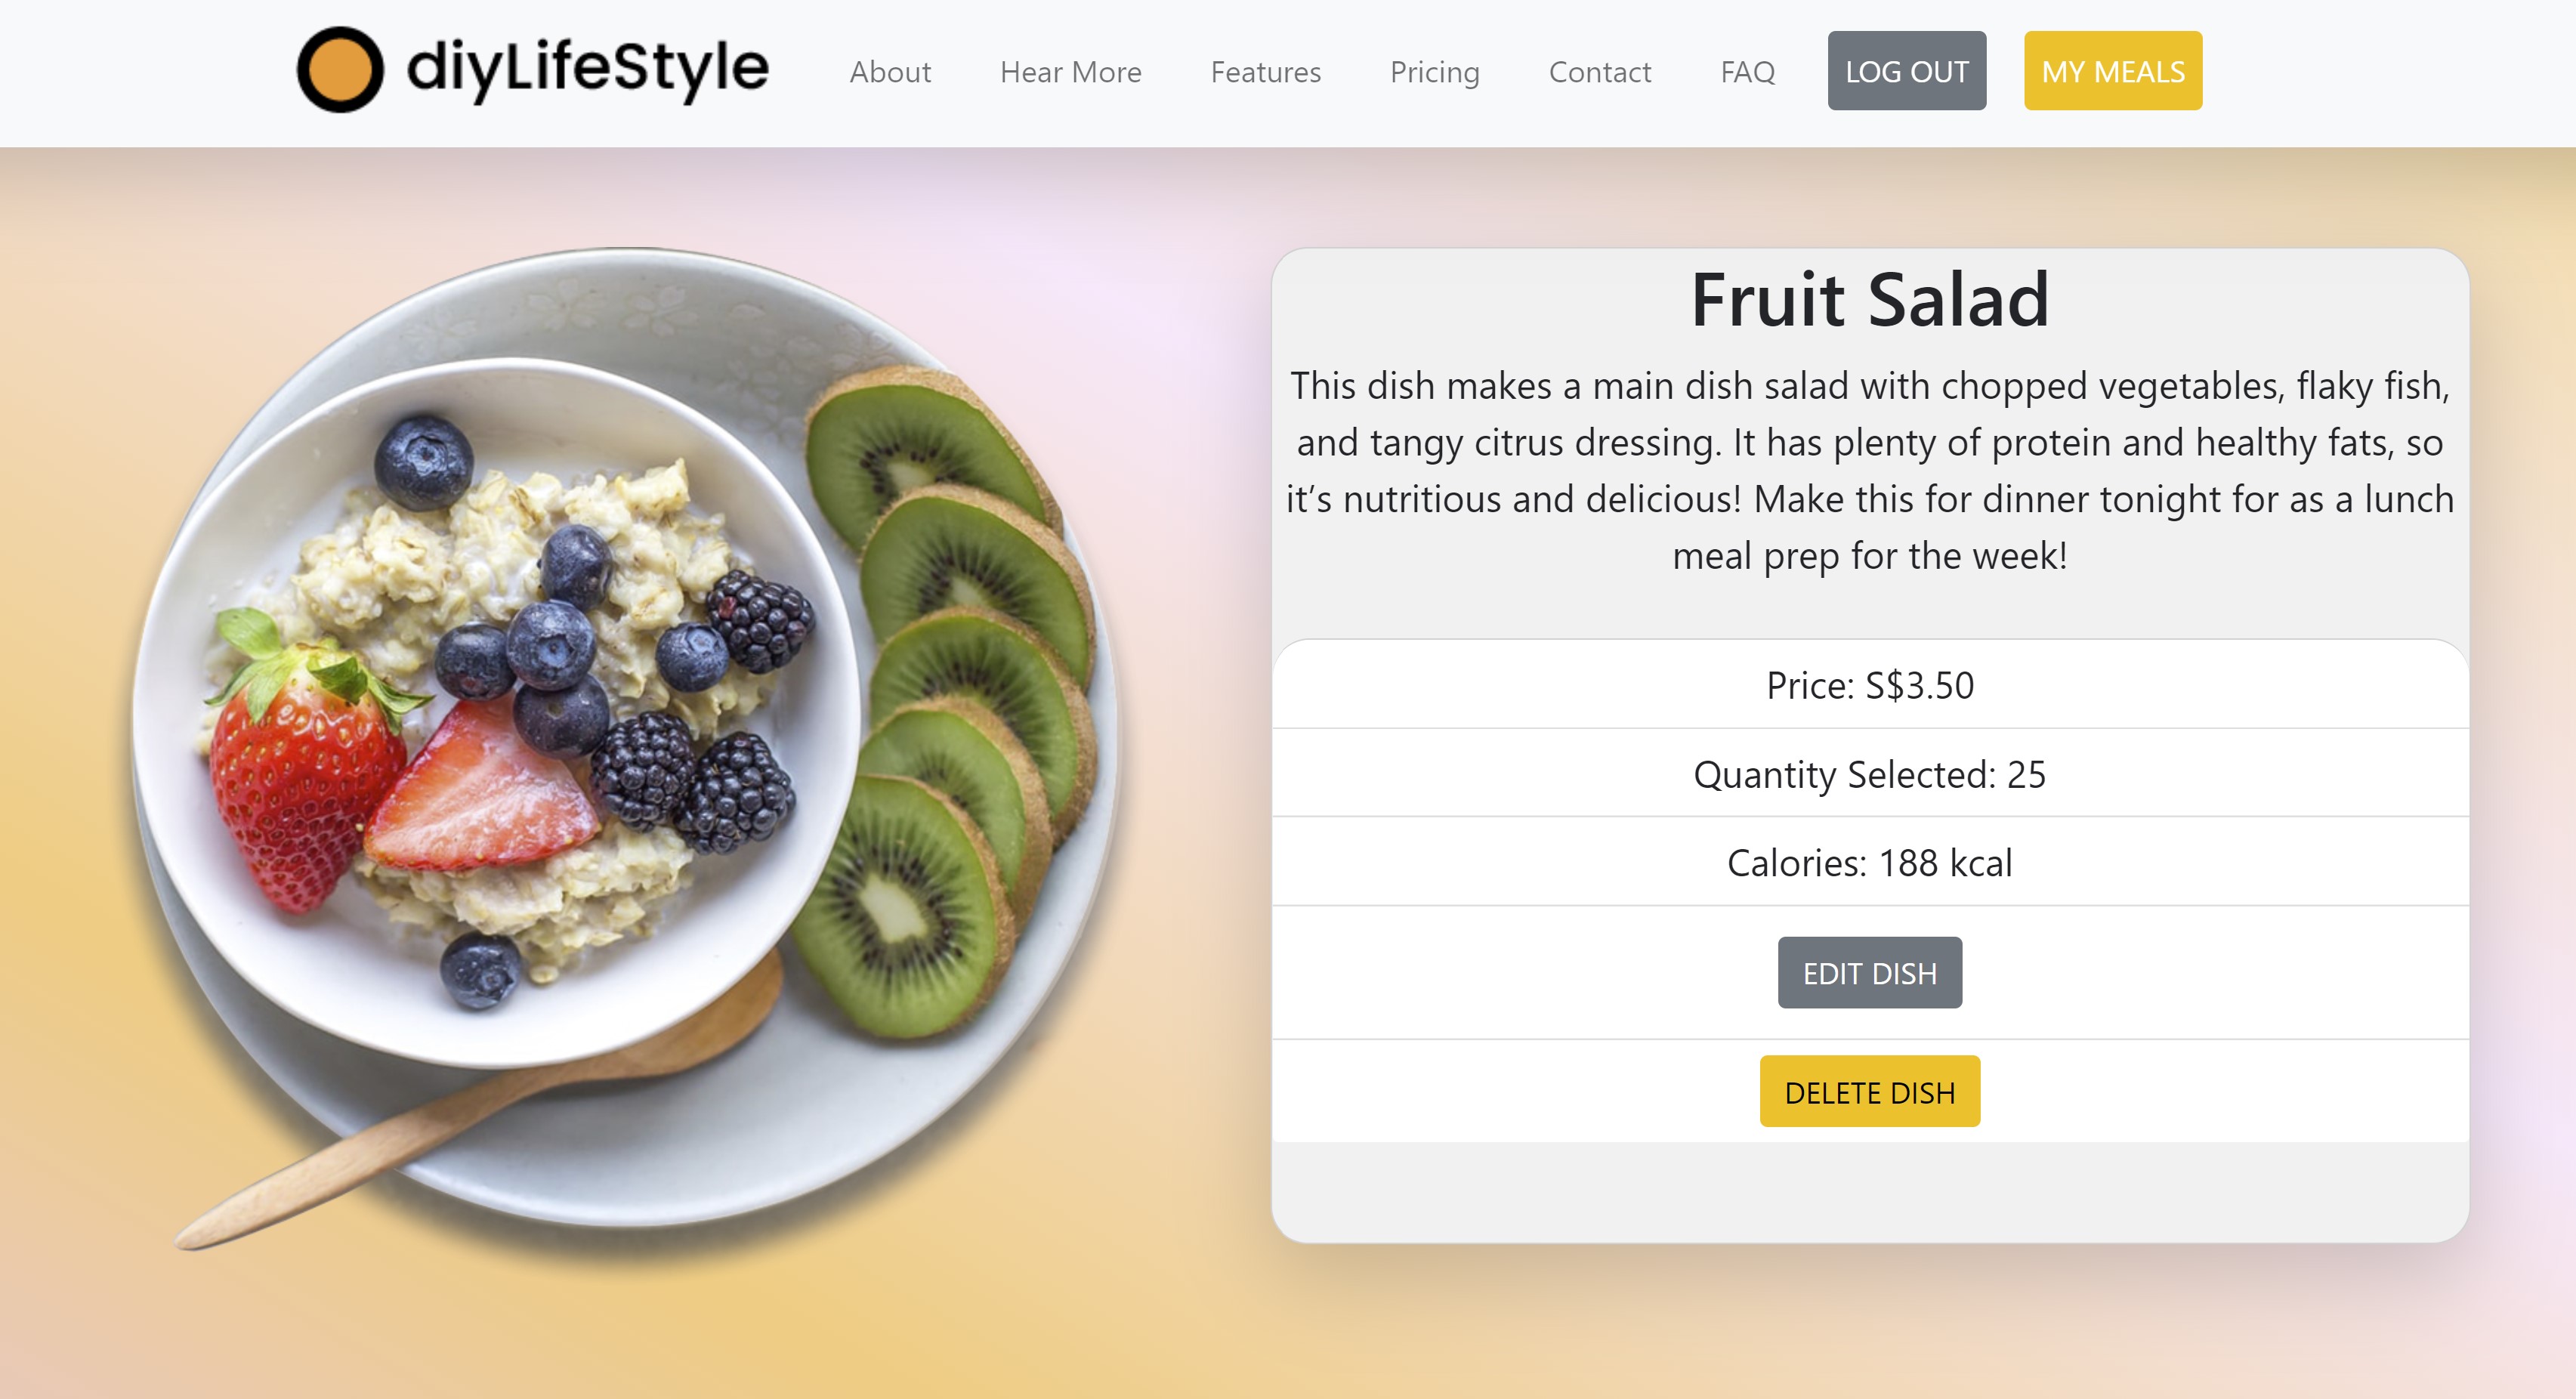 diyLifeStyle
About Hear More Features Pricing Contact FAQ LOG OUT MY MEALS
Fruit Salad
This dish makes a main dish salad with chopped vegetables, flaky fish,
and tangy citrus dressing. It has plenty of protein and healthy fats, so
it’s nutritious and delicious! Make this for dinner tonight for as a lunch
meal prep for the week!
Price: S$3.50
Quantity Selected: 25
Calories: 188 kcal
EDIT DISH
DELETE DISH